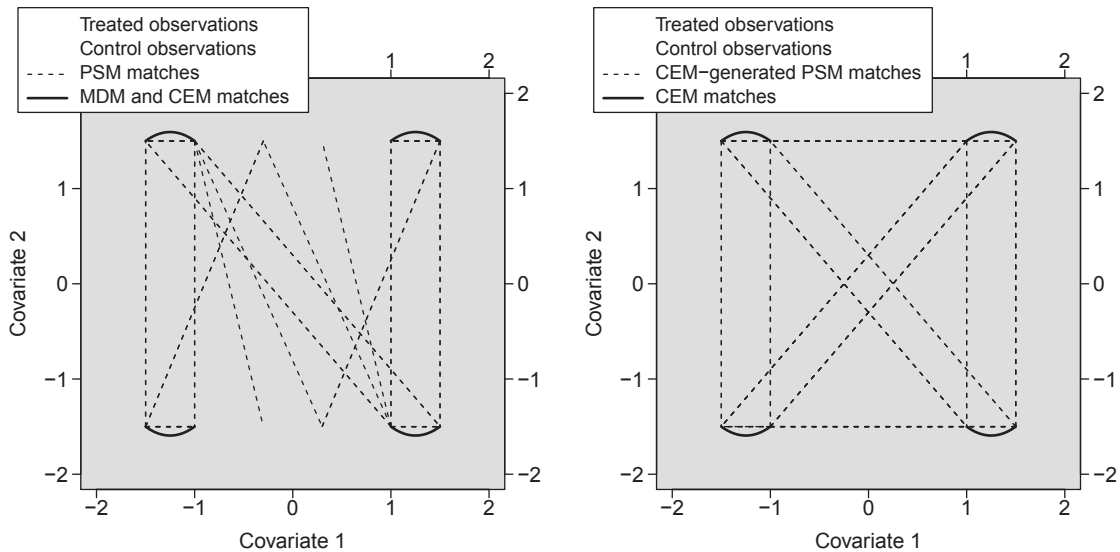 Treated observations
Control observations
PSM matches
MDM and CEM matches
1 2
2
1
0
−1
−2
1
0
−1
−2
−2 −1 0 1 2
Covariate 1
Covariate 2
Treated observations
Control observations
CEM−generated PSM matches
CEM matches
1 2
2
1
0
−1
−2
1
0
−1
−2
−2 −1 0 1 2
Covariate 1
Covariate 2